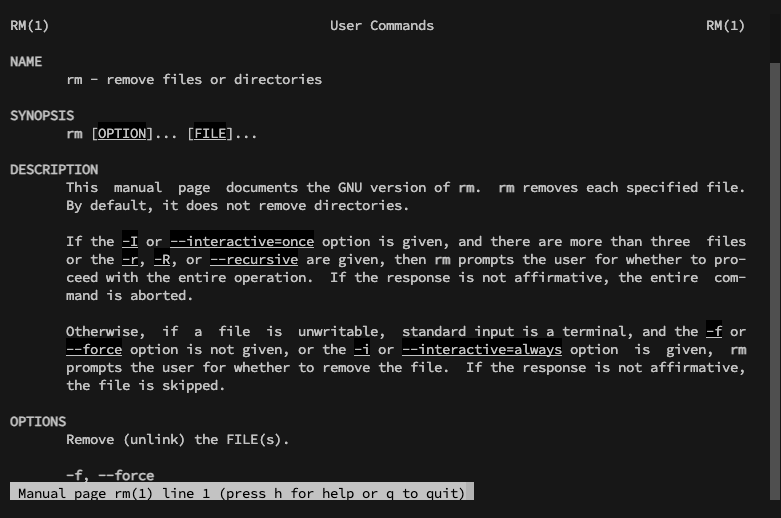 RM(1) User Commands RM(1)
NAME
rm - remove files or directories
SYNOPSIS
rm [OPTION]... [FILE]...
DESCRIPTION
This manual page documents the GNU version of rm. rm removes each specified file.
By default, it does not remove directories.
If the -I or --interactive=once option is given, and there are more than three files
or the -r, -R, or --recursive are given, then rm prompts the user for whether to pro-
ceed with the entire operation. If the response is not affirmative, the entire com-
mand is aborted.
Otherwise, if a file is unwritable, standard input is a terminal, and the -f or
--force option is not given, or the -i or --interactive=always option is given, rm
prompts the user for whether to remove the file. If the response is not affirmative,
the file is skipped.
OPTIONS
Remove (unlink) the FILE(s).
-f, --force
Manual page rm(1) line 1 (press h for help or q to quit)